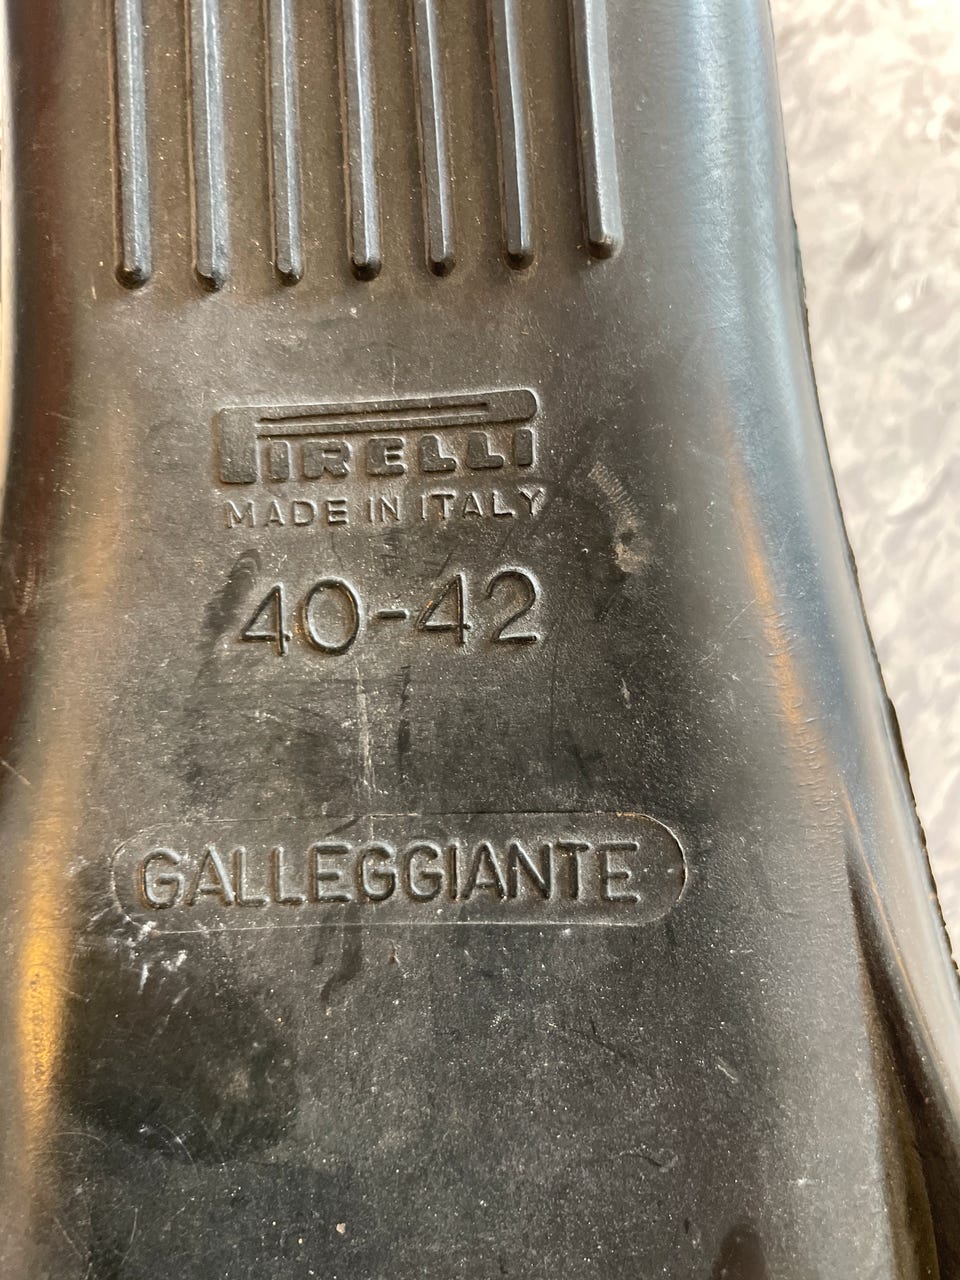 PIRELLI
MADE IN ITALY
40-42
GALLEGGIANTE